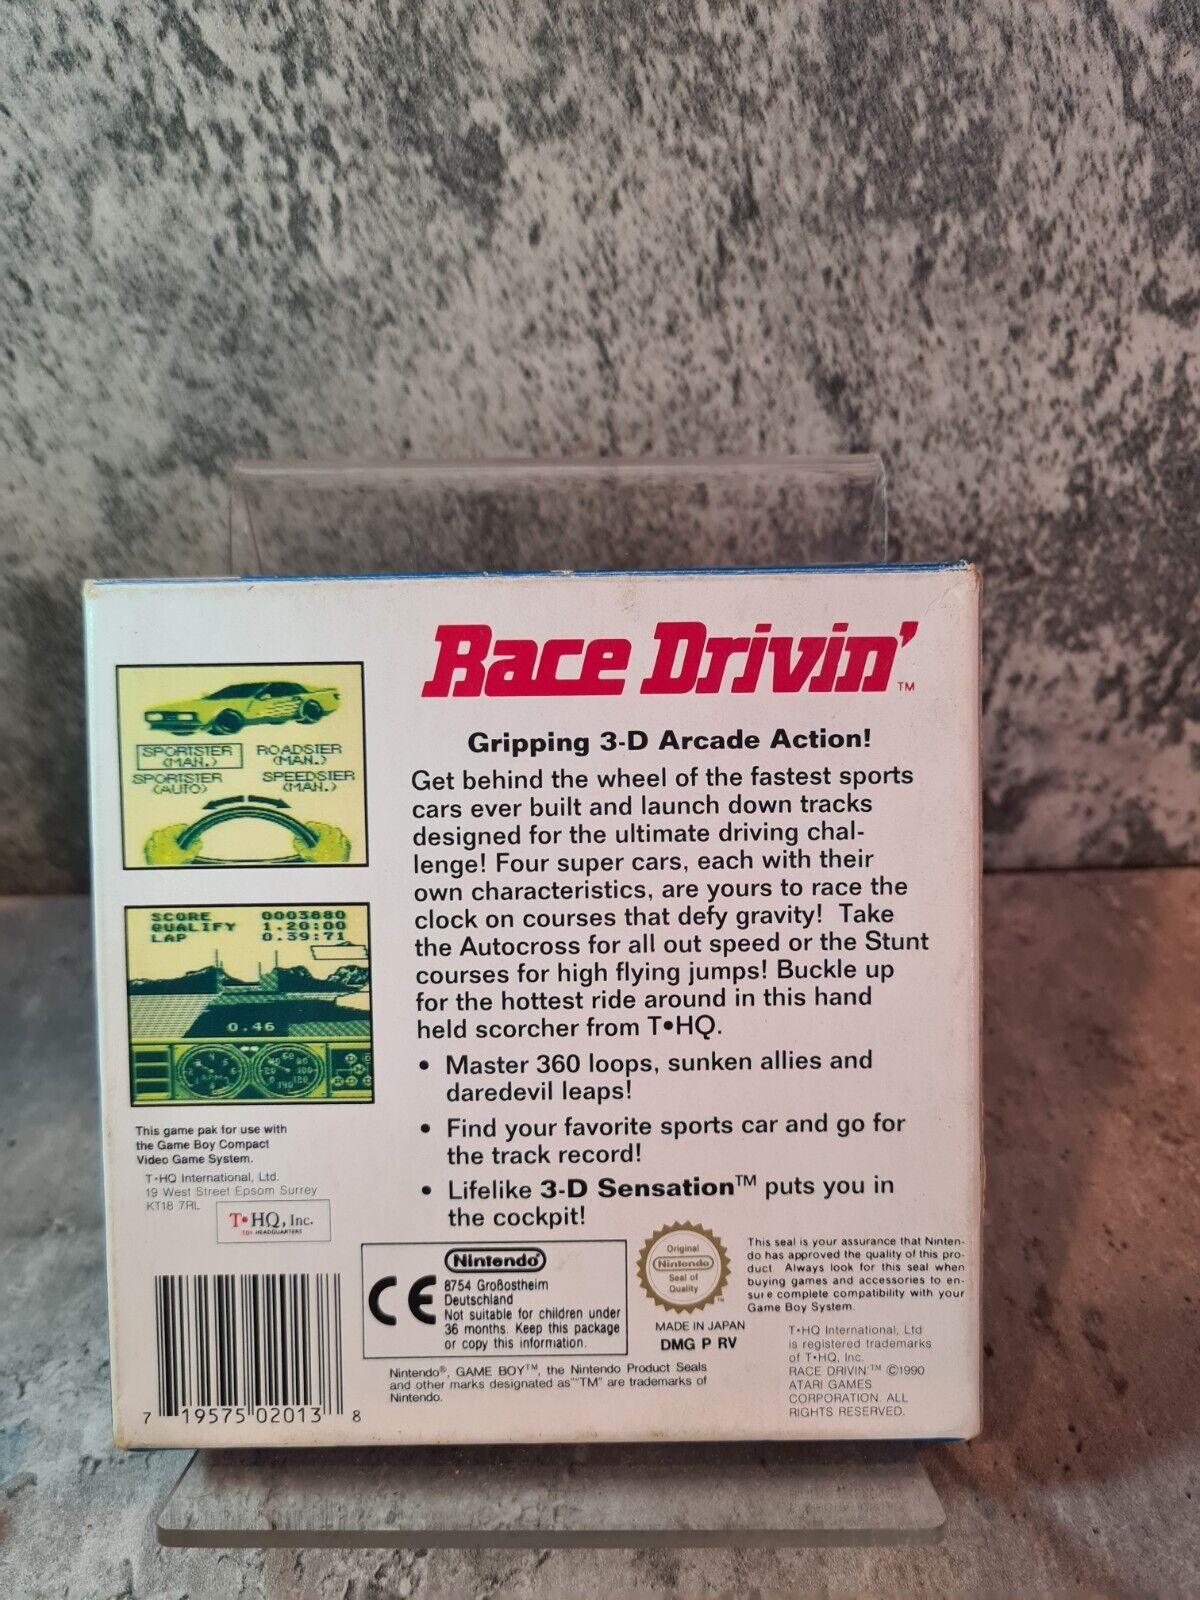 Race Drivin'™
Gripping 3-D Arcade Action!
Get behind the wheel of the fastest sports
cars ever built and launch down tracks
designed for the ultimate driving chal-
lenge! Four super cars, each with their
own characteristics, are yours to race the
clock on courses that defy gravity! Take
the Autocross for all out speed or the Stunt
courses for high flying jumps! Buckle up
for the hottest ride around in this hand
held scorcher from T•HQ.
• Master 360 loops, sunken allies and
daredevil leaps!
• Find your favorite sports car and go for
the track record!
• Lifelike 3-D Sensation™ puts you in
the cockpit!
SPORTSTER
(MAN.)
ROADSTER
(MAN.)
SPORTSTER
(AUTO)
SPEEDSTER
(MAN.)
SCORE 0003880
QUALIFY 1.20:00
LAP 0.39:71
0.46
This game pak for use with
the Game Boy Compact
Video Game System.
T•HQ International, Ltd.
19 West Street Epsom Surrey
KT18 7RL
T•HQ, Inc.
TOY HEADQUARTERS
7 19575 02013 8
CE
Nintendo
8754 Großostheim
Deutschland
Not suitable for children under
36 months. Keep this package
or copy this information.
Nintendo®, GAME BOY™, the Nintendo Product Seals
and other marks designated as "TM" are trademarks of
Nintendo.
Original
Nintendo
Seal of
Quality
TM
MADE IN JAPAN
DMG P RV
This seal is your assurance that Ninten-
do has approved the quality of this pro-
duct. Always look for this seal when
buying games and accessories to en-
sure complete compatibility with your
Game Boy System.
T•HQ International, Ltd
is registered trademarks
of T•HQ, Inc.
RACE DRIVIN'™ ©1990
ATARI GAMES
CORPORATION. ALL
RIGHTS RESERVED.